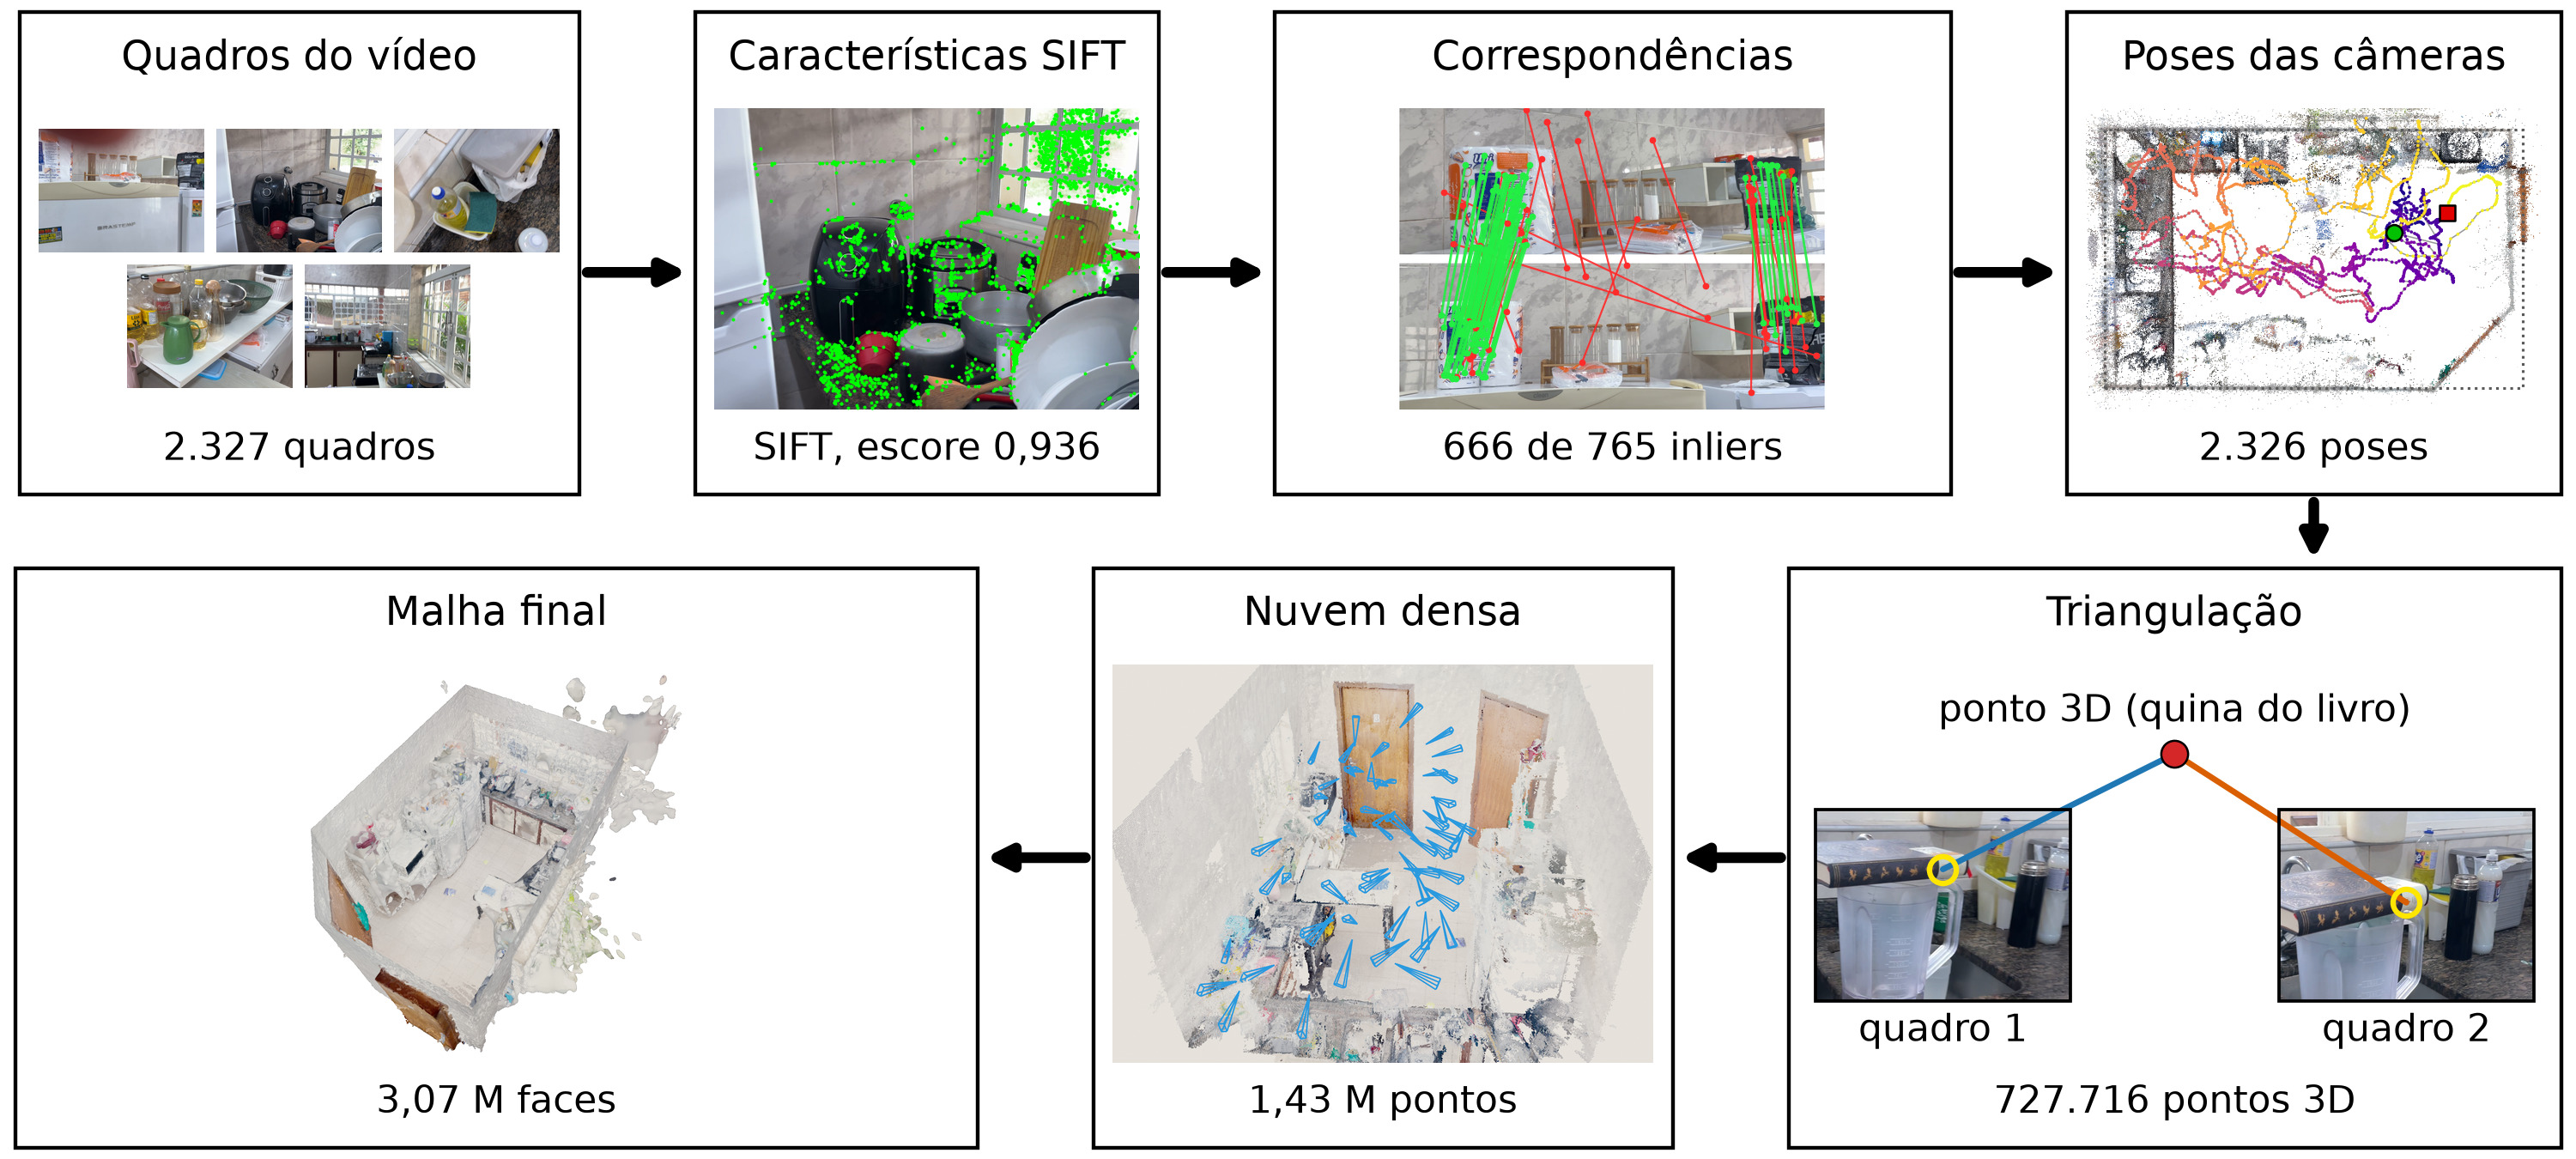 Quadros do vídeo
2.327 quadros
Características SIFT
SIFT, escore 0,936
Correspondências
666 de 765 inliers
Poses das câmeras
2.326 poses
Triangulação
ponto 3D (quina do livro)
quadro 1
quadro 2
727.716 pontos 3D
Nuvem densa
1,43 M pontos
Malha final
3,07 M faces